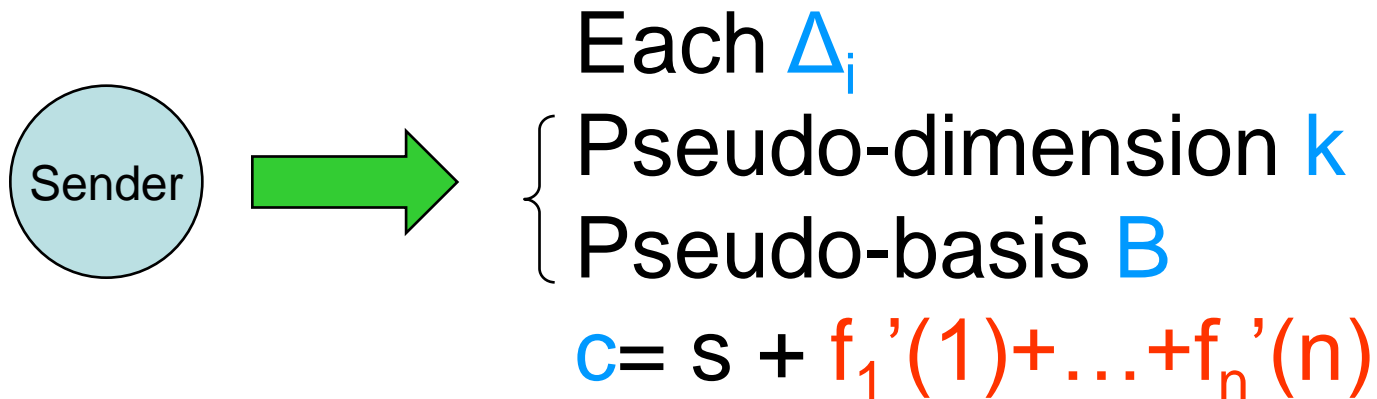 Each Δᵢ
Sender
Pseudo-dimension k
Pseudo-basis B
c= s + f₁’(1)+…+fₙ’(n)